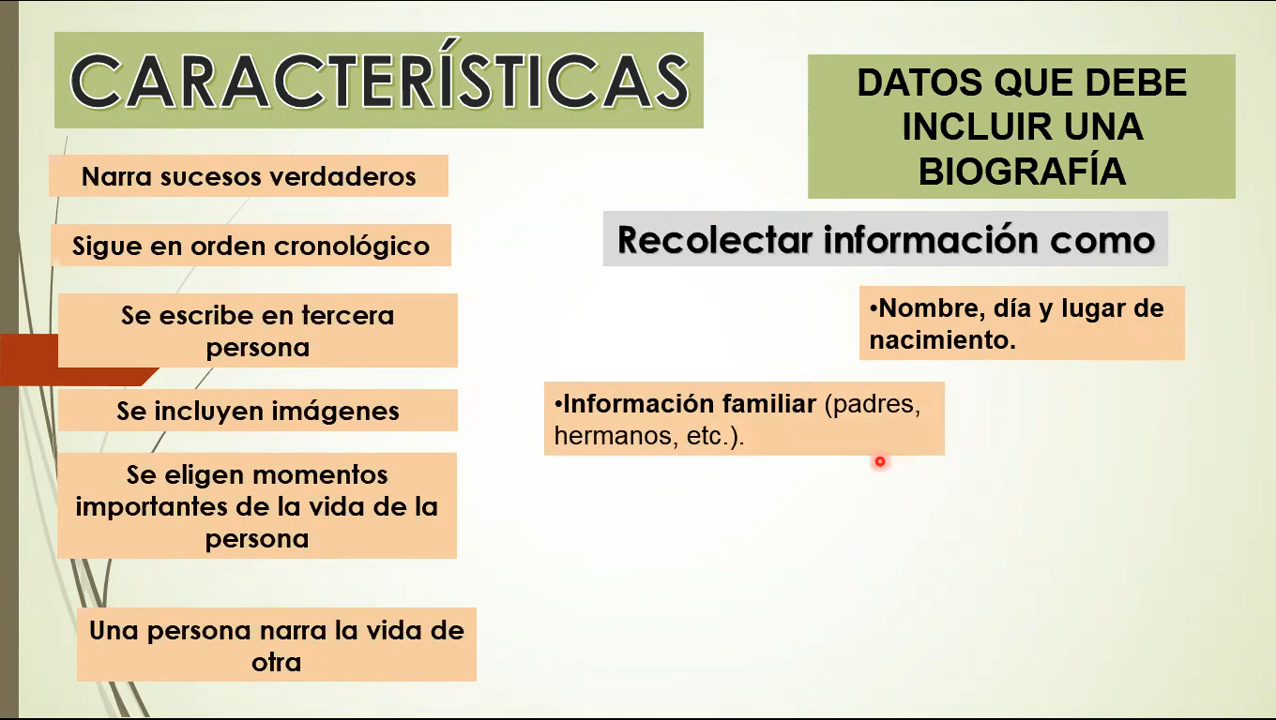 CARACTERÍSTICAS
Narra sucesos verdaderos
Sigue en orden cronológico
Se escribe en tercera
persona
Se incluyen imágenes
Se eligen momentos
importantes de la vida de la
persona
Una persona narra la vida de
otra
DATOS QUE DEBE
INCLUIR UNA
BIOGRAFÍA
Recolectar información como
•Nombre, día y lugar de
nacimiento.
•Información familiar (padres,
hermanos, etc.).